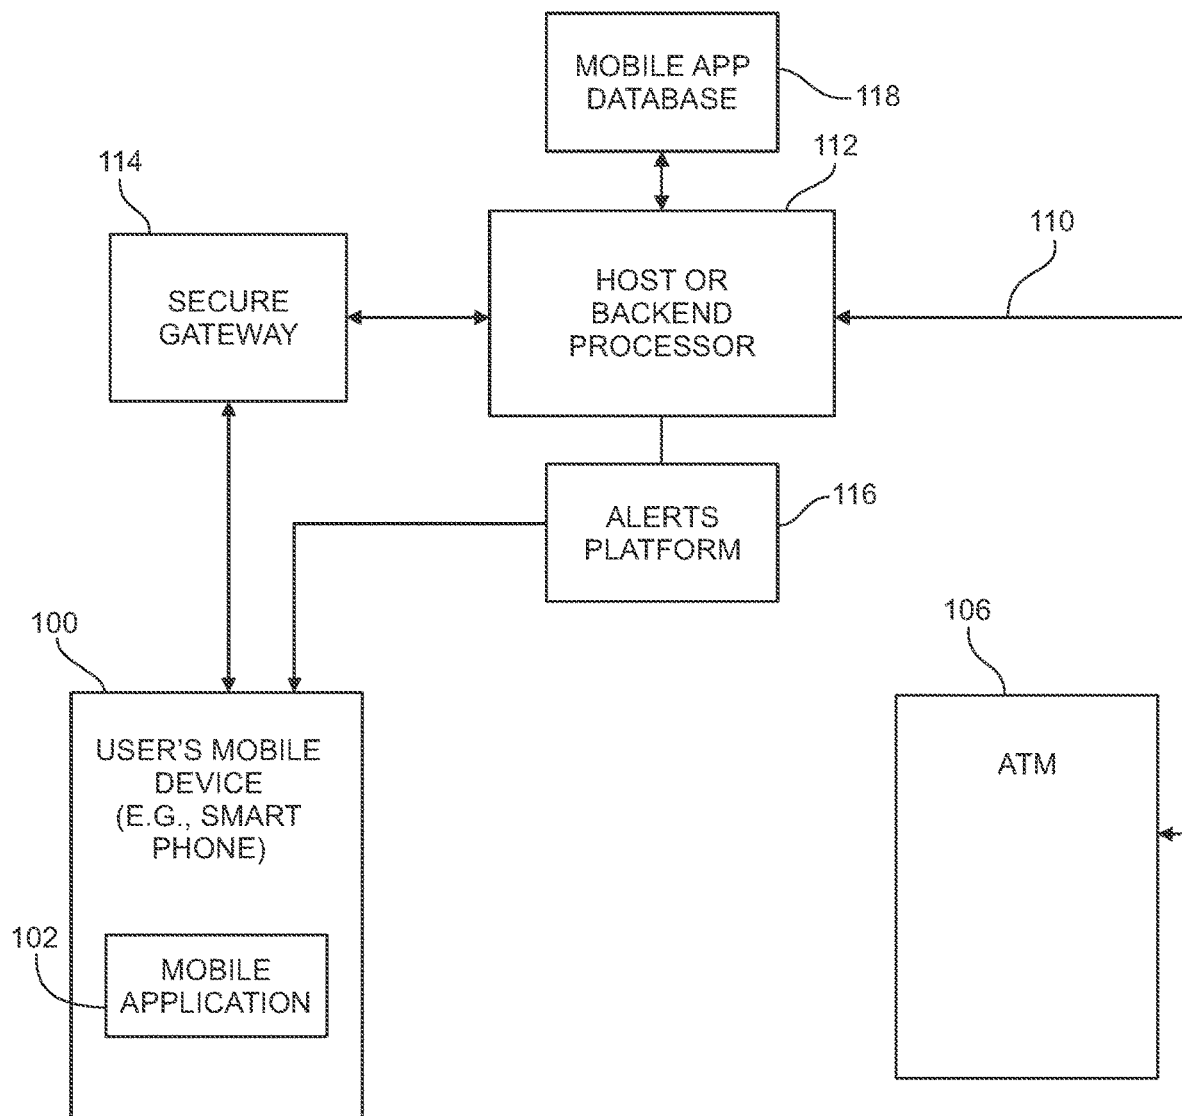 MOBILE APP
DATABASE
118
112
114
110
SECURE
GATEWAY
HOST OR
BACKEND
PROCESSOR
116
ALERTS
PLATFORM
100
106
USER'S MOBILE
DEVICE
(E.G., SMART
PHONE)
ATM
102
MOBILE
APPLICATION